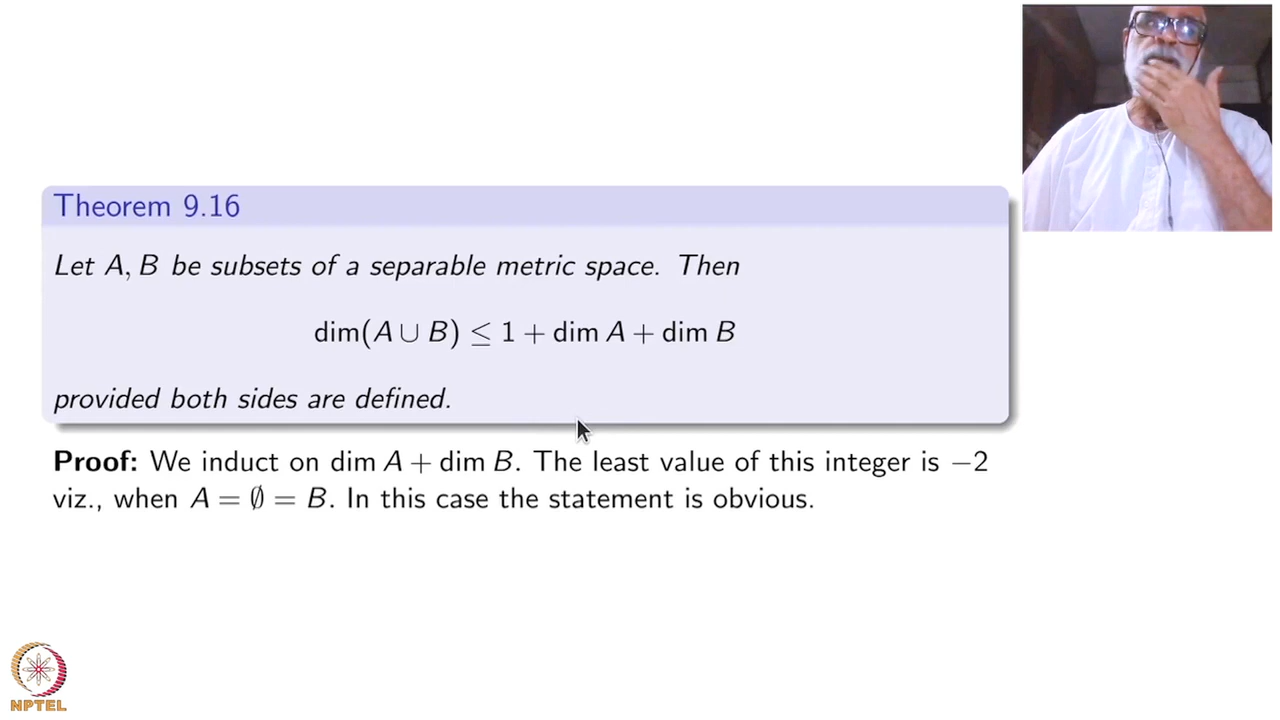 Theorem 9.16
Let A, B be subsets of a separable metric space. Then
dim(A ∪ B) ≤ 1 + dim A + dim B
provided both sides are defined.
Proof: We induct on dim A + dim B. The least value of this integer is −2
viz., when A = ∅ = B. In this case the statement is obvious.
NPTEL